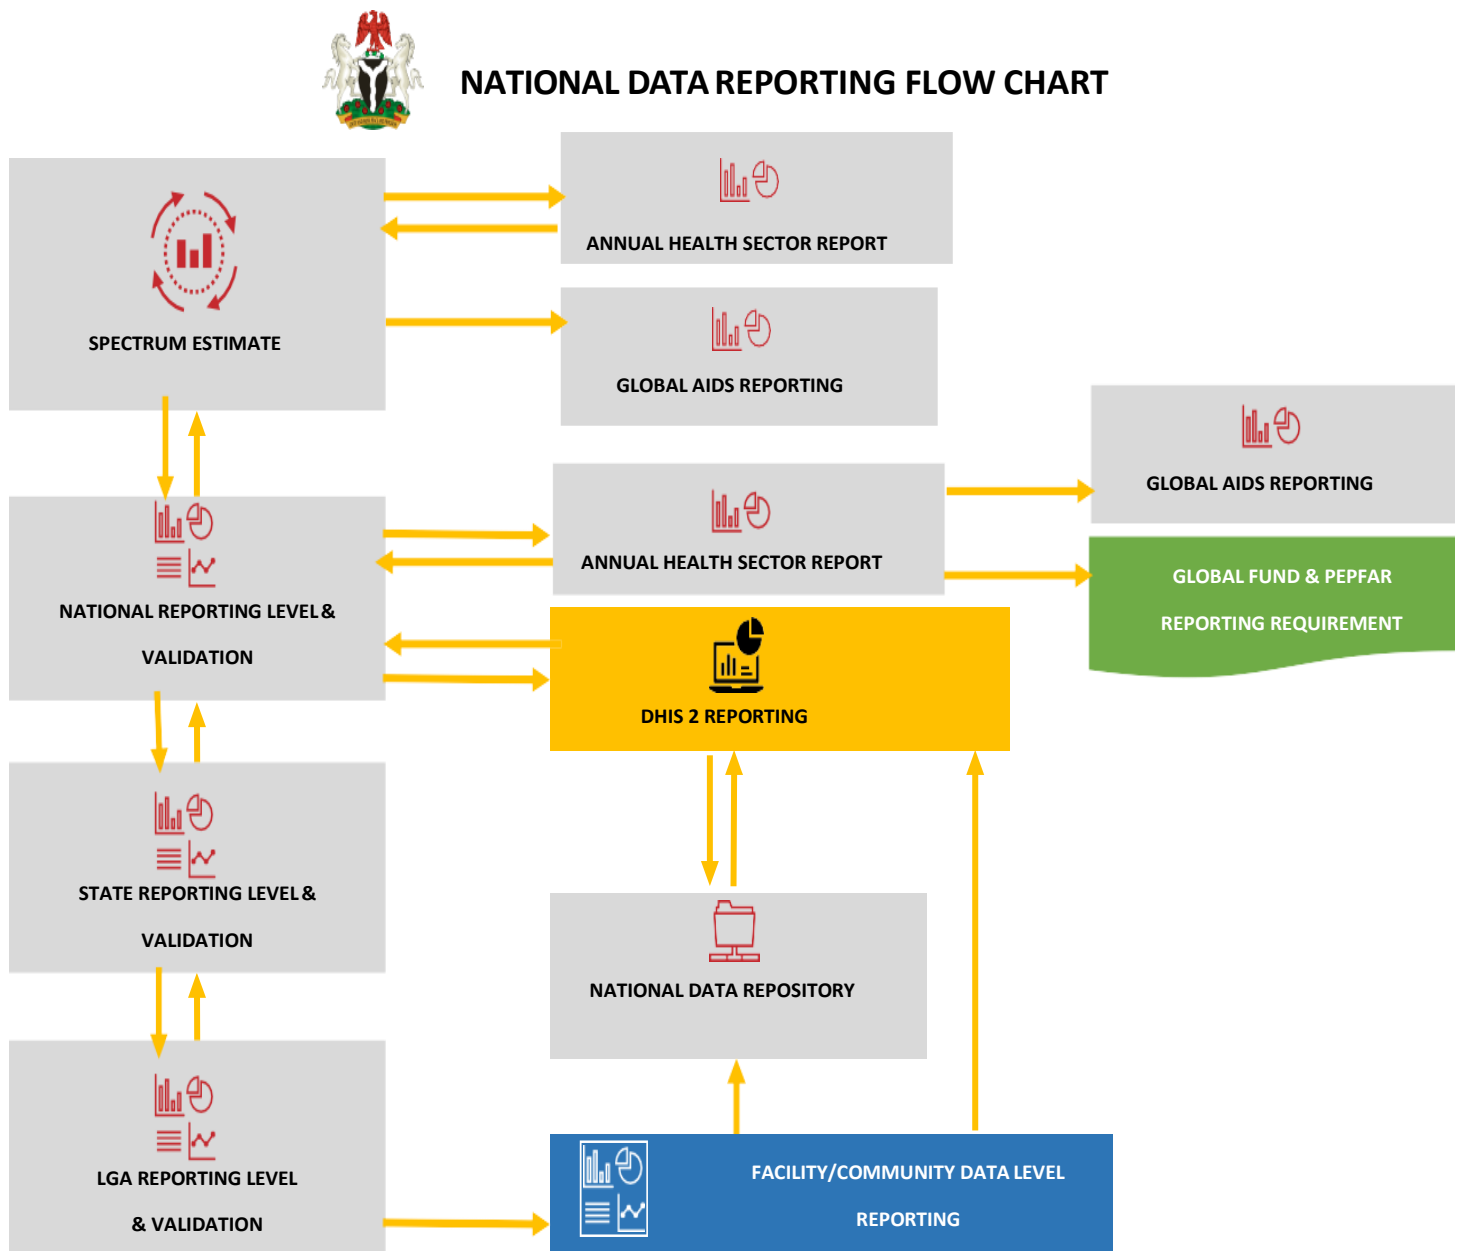 NATIONAL DATA REPORTING FLOW CHART
ANNUAL HEALTH SECTOR REPORT
SPECTRUM ESTIMATE
GLOBAL AIDS REPORTING
GLOBAL AIDS REPORTING
ANNUAL HEALTH SECTOR REPORT
GLOBAL FUND & PEPFAR
REPORTING REQUIREMENT
NATIONAL REPORTING LEVEL &
VALIDATION
DHIS 2 REPORTING
STATE REPORTING LEVEL &
VALIDATION
NATIONAL DATA REPOSITORY
LGA REPORTING LEVEL
& VALIDATION
FACILITY/COMMUNITY DATA LEVEL
REPORTING